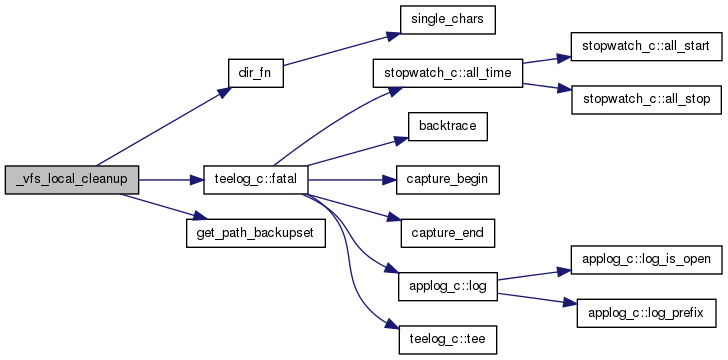 _vfs_local_cleanup
dir_fn
single_chars
teelog_c::fatal
stopwatch_c::all_time
stopwatch_c::all_start
stopwatch_c::all_stop
backtrace
capture_begin
capture_end
applog_c::log
applog_c::log_is_open
applog_c::log_prefix
teelog_c::tee
get_path_backupset